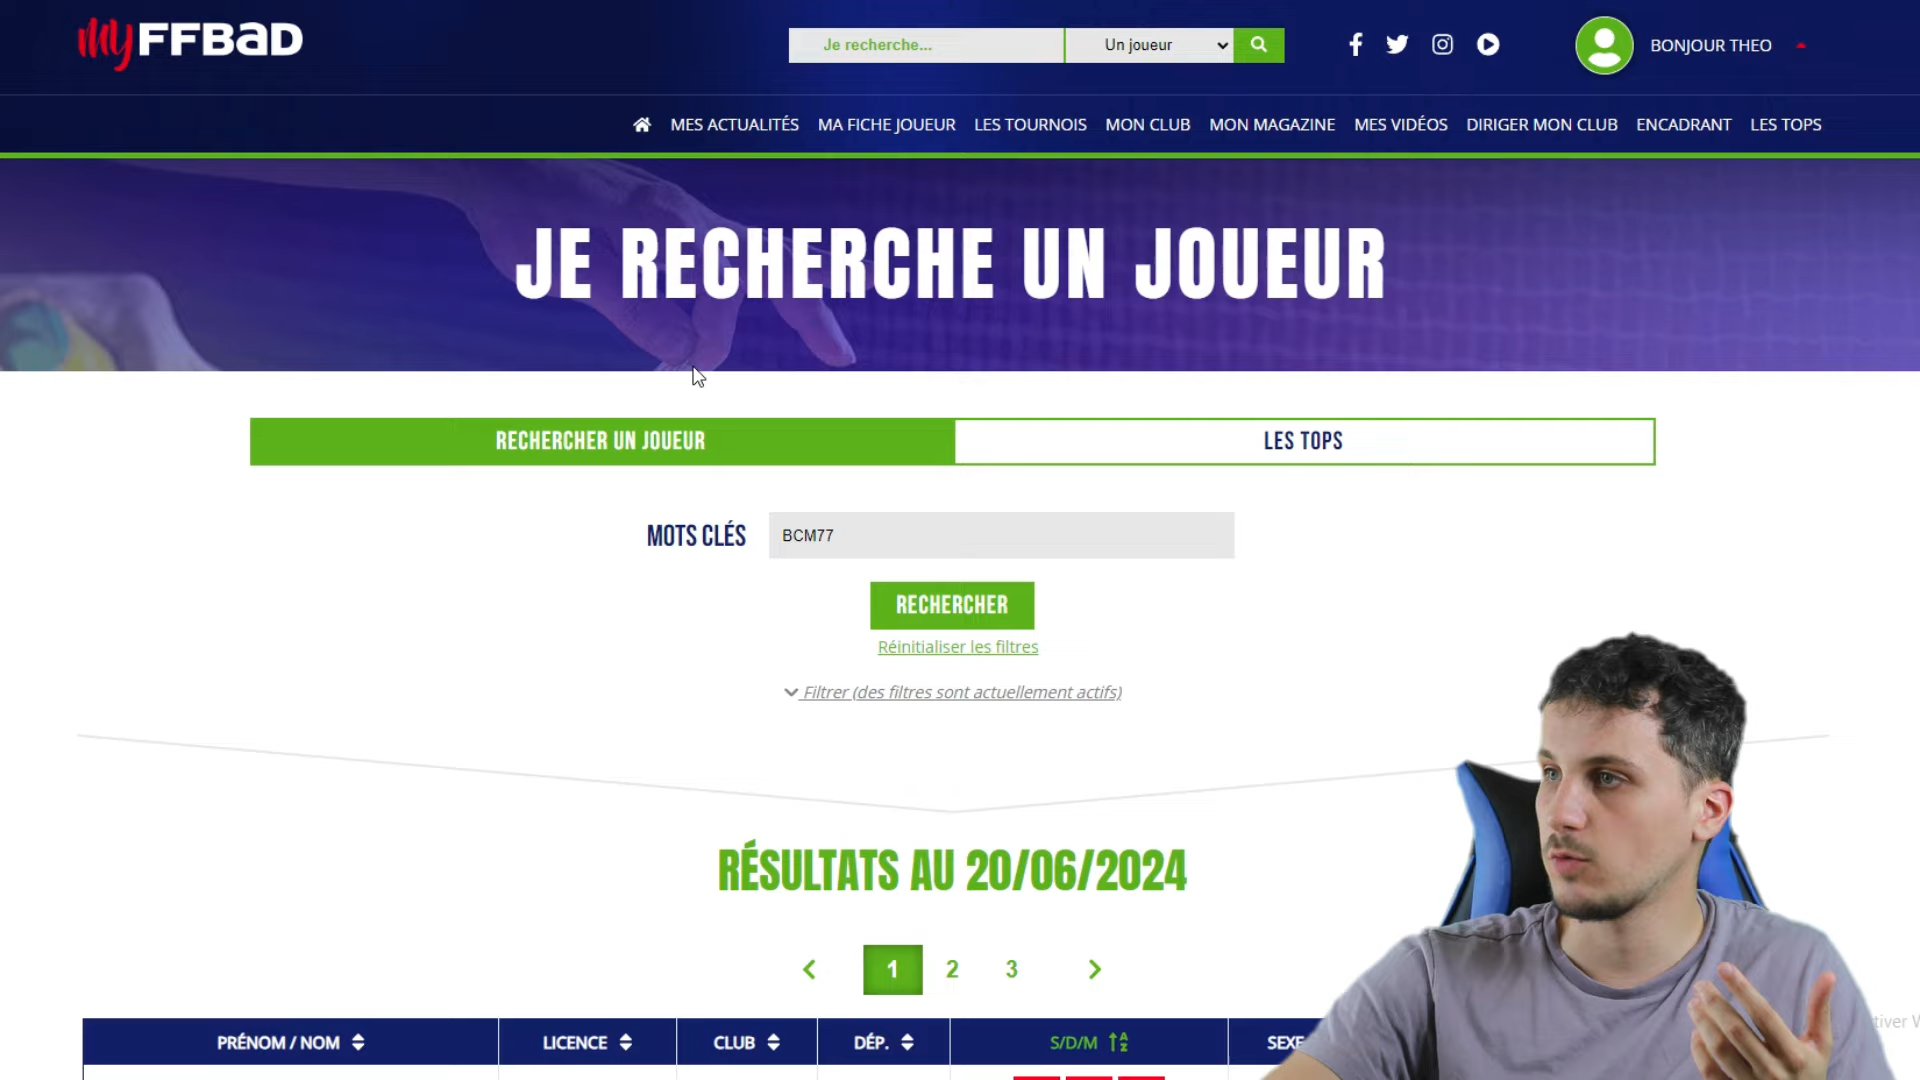 myFFBaD
Je recherche...
Un joueur
BONJOUR THEO
MES ACTUALITÉS
MA FICHE JOUEUR
LES TOURNOIS
MON CLUB
MON MAGAZINE
MES VIDÉOS
DIRIGER MON CLUB
ENCADRANT
LES TOPS
JE RECHERCHE UN JOUEUR
RECHERCHER UN JOUEUR
LES TOPS
MOTS CLÉS
BCM77
RECHERCHER
Réinitialiser les filtres
Filtrer (des filtres sont actuellement actifs)
RÉSULTATS AU 20/06/2024
1
2
3
tiver W
PRÉNOM / NOM
LICENCE
CLUB
DÉP.
S/D/M
SEXE